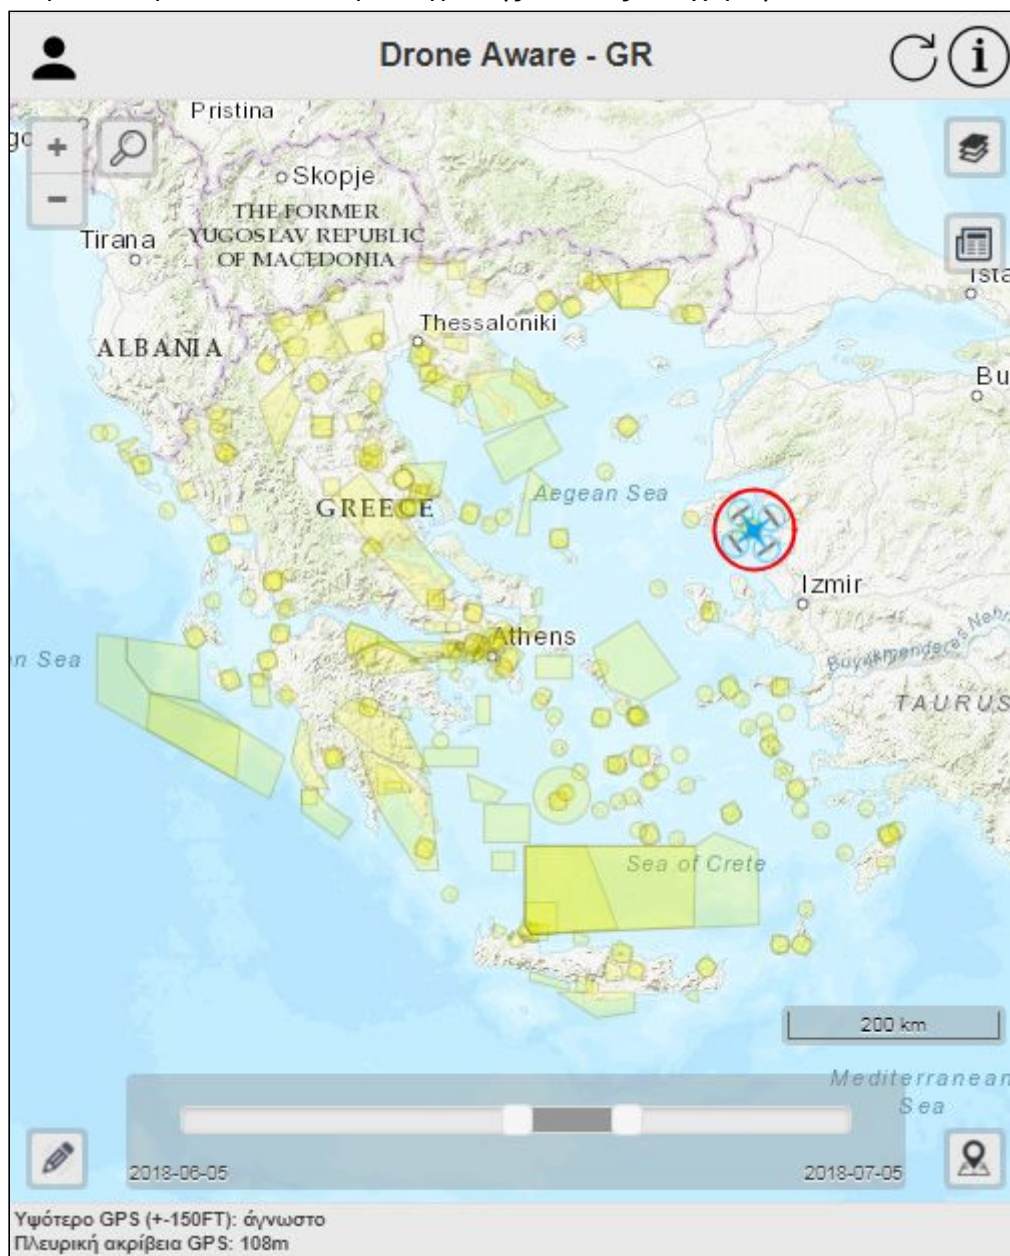 Drone Aware - GR
Pristina
Skopje
THE FORMER
YUGOSLAV REPUBLIC
OF MACEDONIA
Tirana
Ista
Thessaloniki
ALBANIA
Bu
Aegean Sea
GREECE
Izmir
Athens
n Sea
TAURUS
Sea of Crete
200 km
Mediterranean
Sea
2018-06-05
2018-07-05
Υψότερο GPS (+-150FT): άγνωστο
Πλευρική ακρίβεια GPS: 108m